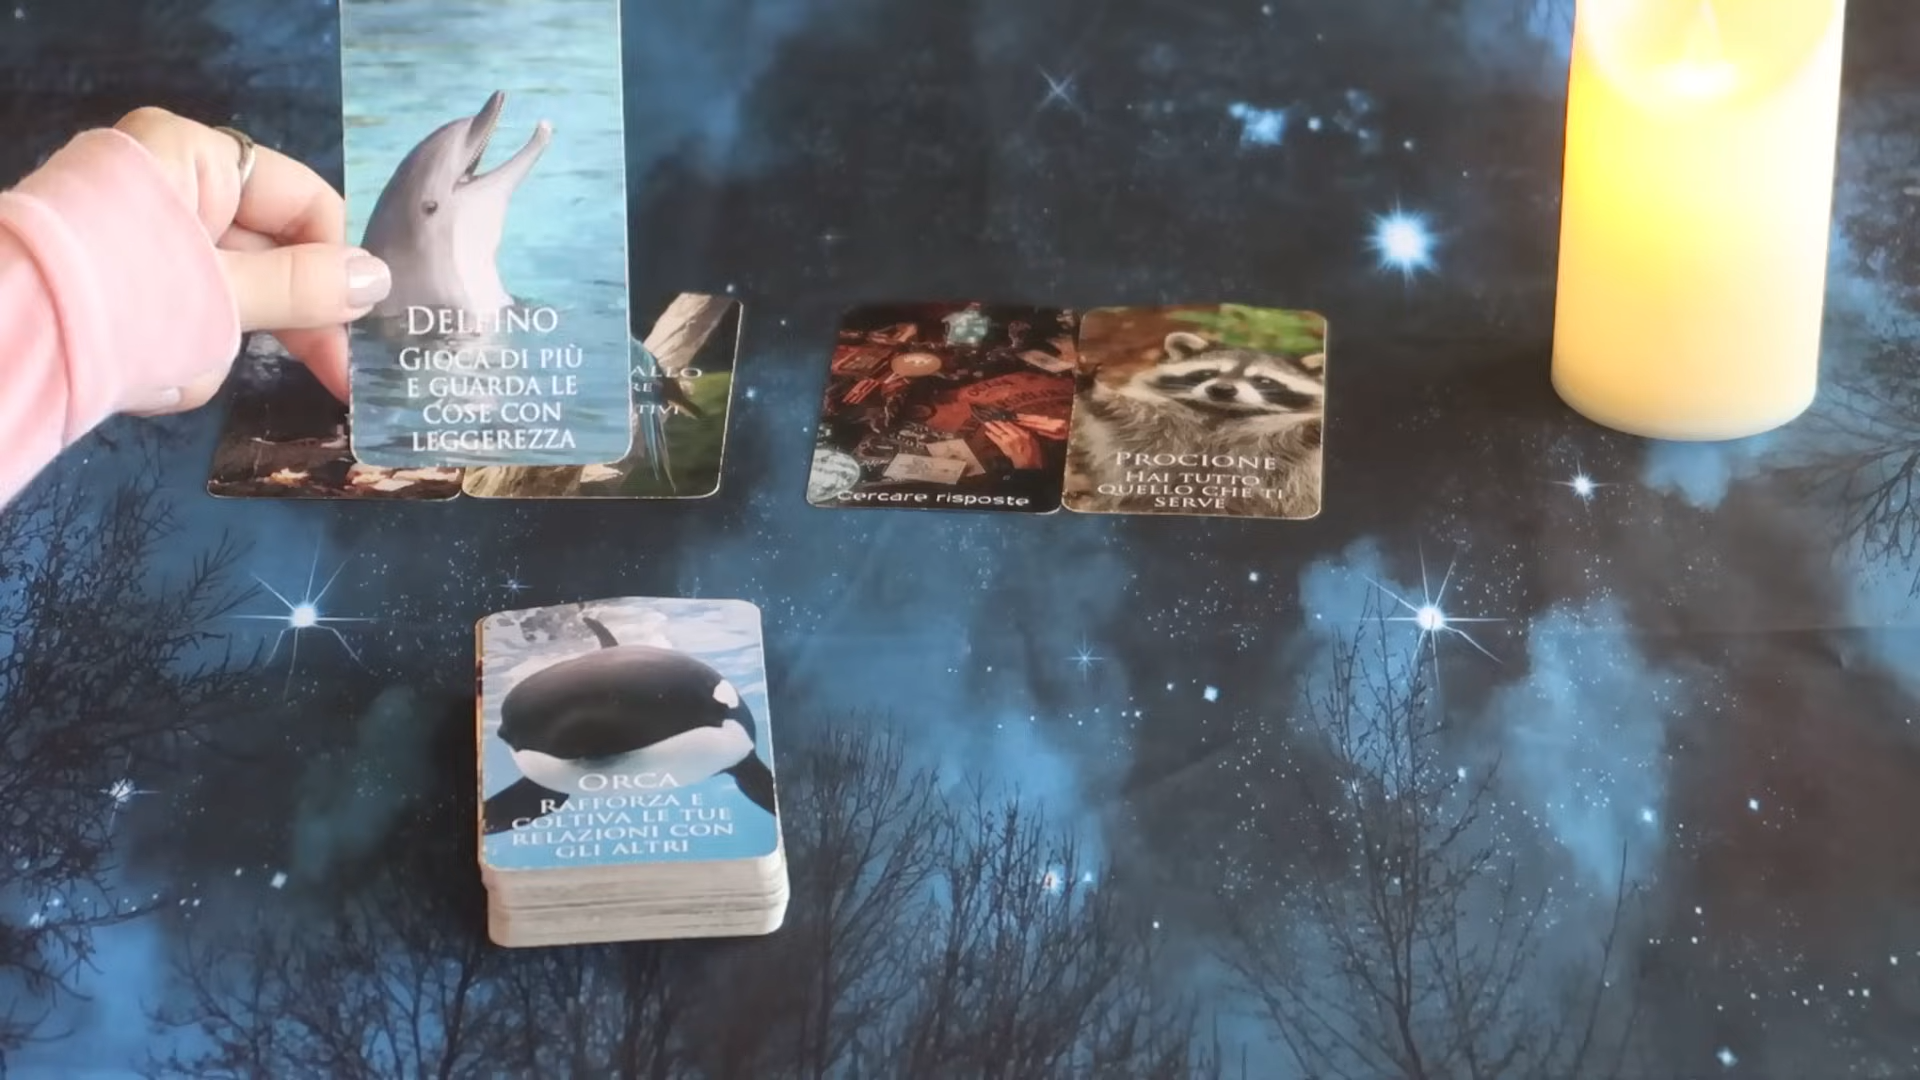 DELFINO
GIOCA DI PIÙ
E GUARDA LE
COSE CON
LEGGEREZZA
Cercare risposte
PROCIONE
HAI TUTTO
QUELLO CHE TI
SERVE
ORCA
RAFFORZA E
COLTIVA LE TUE
RELAZIONI CON
GLI ALTRI